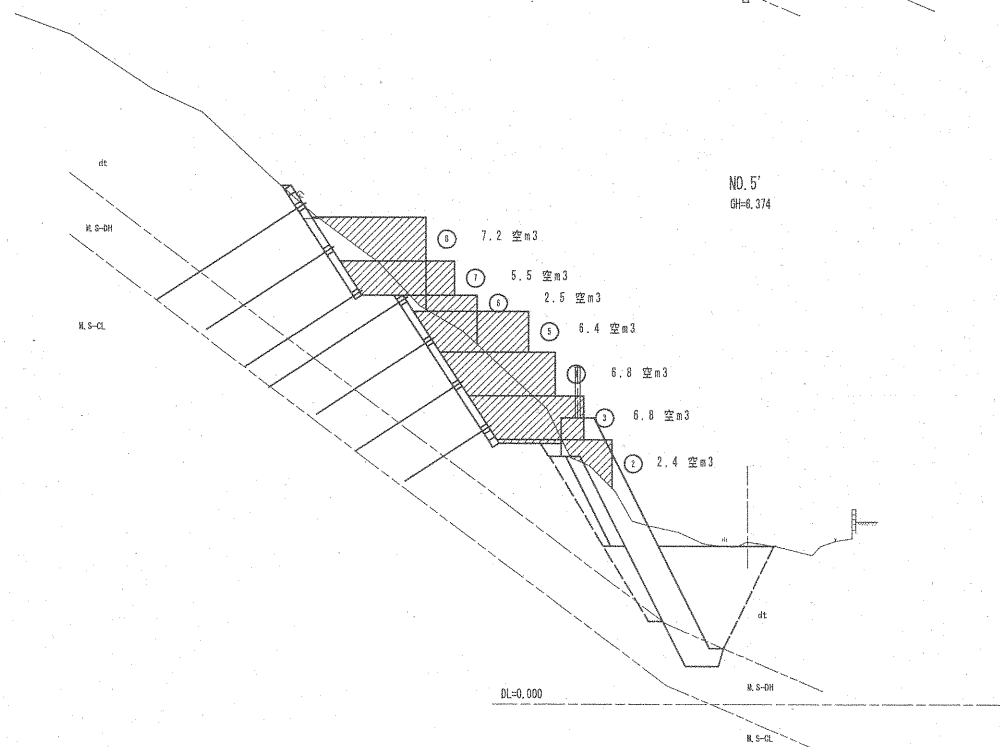 dt
NO.5'
GH=6.374
M.S-DH
⑧ 7.2 空m3
⑦ 5.5 空m3
⑥ 2.5 空m3
M.S-CL
⑤ 6.4 空m3
6.8 空m3
③ 6.8 空m3
② 2.4 空m3
dt
M.S-DH
DL=0.000
M.S-CL